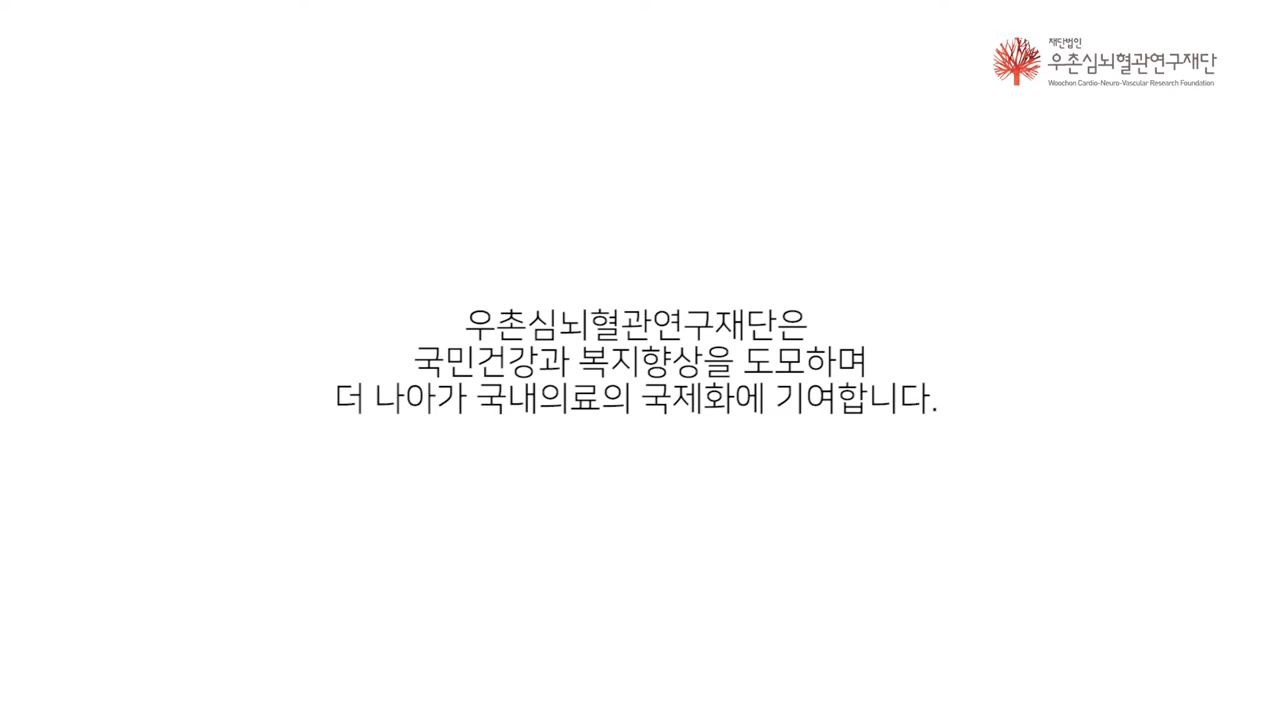 재단법인
우촌심뇌혈관연구재단
Woochon Cardio-Neuro-Vascular Research Foundation
우촌심뇌혈관연구재단은
국민건강과 복지향상을 도모하며
더 나아가 국내의료의 국제화에 기여합니다.